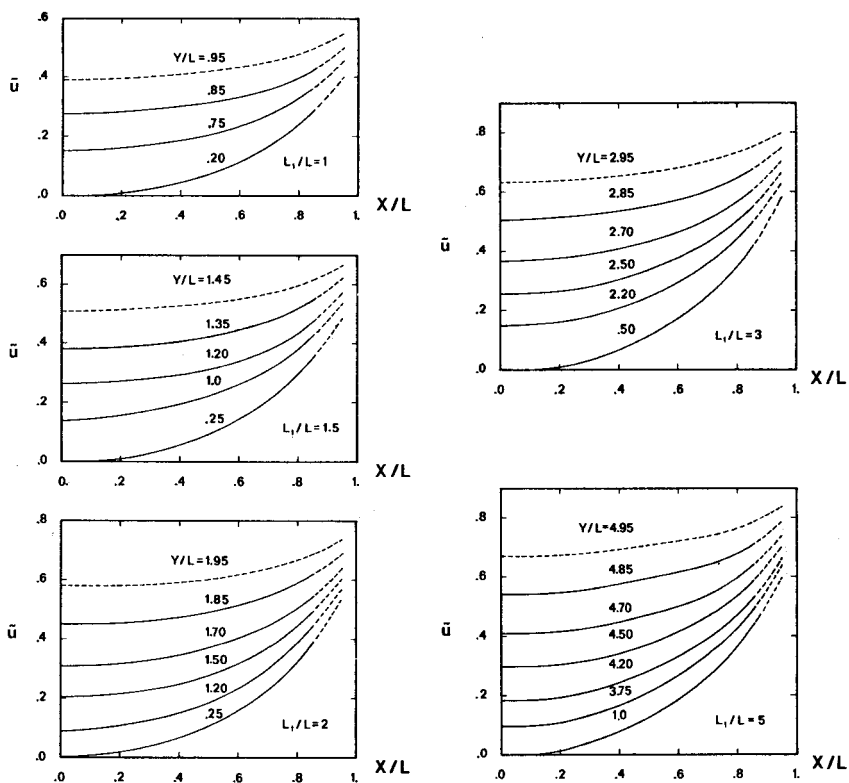 .6
.4
ū
.2
.0
Y/L=.95
.85
.75
.20
L₁/L=1
0. .2 .4 .6 .8 1.
X/L
.6
ū
.4
.2
.0
Y/L=1.45
1.35
1.20
1.0
.25
L₁/L=1.5
0. .2 .4 .6 .8 1.
X/L
.8
.6
ū
.4
.2
.0
Y/L=1.95
1.85
1.70
1.50
1.20
.25
L₁/L=2
0. .2 .4 .6 .8 1.
X/L
.8
.6
ū
.4
.2
.0
Y/L=2.95
2.85
2.70
2.50
2.20
.50
L₁/L=3
0. .2 .4 .6 .8 1.
X/L
.8
.6
ū
.4
.2
.0
Y/L=4.95
4.85
4.70
4.50
4.20
3.75
1.0
L₁/L=5
0. .2 .4 .6 .8 1.
X/L